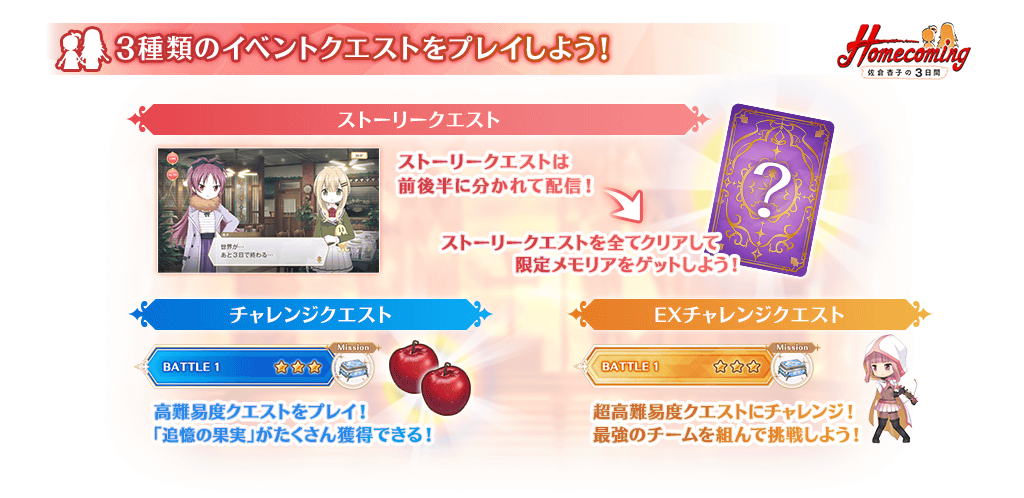 3種類のイベントクエストをプレイしよう！
Homecoming
佐倉杏子の3日間
ストーリークエスト
ストーリークエストは
前後半に分かれて配信！
世界が…
あと3日で終わる…
?
ストーリークエストを全てクリアして
限定メモリアをゲットしよう！
チャレンジクエスト
Mission
BATTLE 1
高難易度クエストをプレイ！
「追憶の果実」がたくさん獲得できる！
EXチャレンジクエスト
Mission
BATTLE 1
超高難易度クエストにチャレンジ！
最強のチームを組んで挑戦しよう！